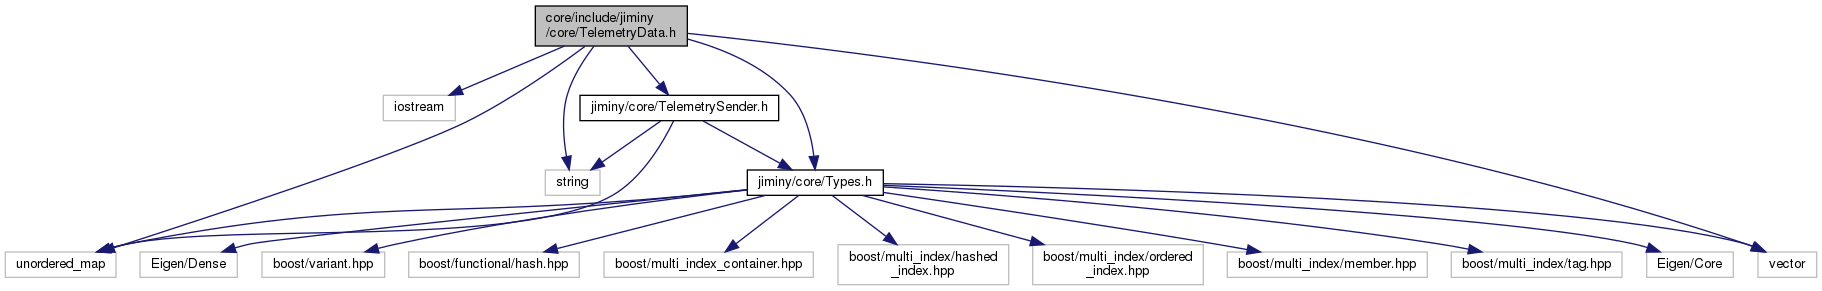 core/include/jiminy
/core/TelemetryData.h
iostream
jiminy/core/TelemetrySender.h
string
jiminy/core/Types.h
unordered_map
Eigen/Dense
boost/variant.hpp
boost/functional/hash.hpp
boost/multi_index_container.hpp
boost/multi_index/hashed
_index.hpp
boost/multi_index/ordered
_index.hpp
boost/multi_index/member.hpp
boost/multi_index/tag.hpp
Eigen/Core
vector